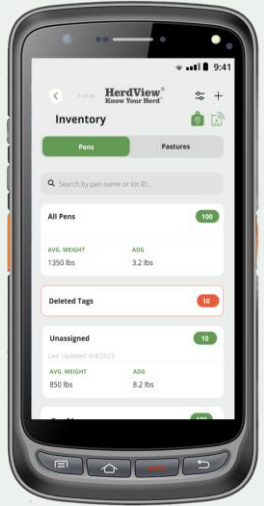 9:41
HerdView®
Know Your Herd®
Inventory
Pens Pastures
Search by pen name or lot ID...
All Pens 100
AVG. WEIGHT ADG
1350 lbs 3.2 lbs
Deleted Tags 10
Unassigned 10
Last Updated: 5/8/2023
AVG. WEIGHT ADG
850 lbs 8.2 lbs